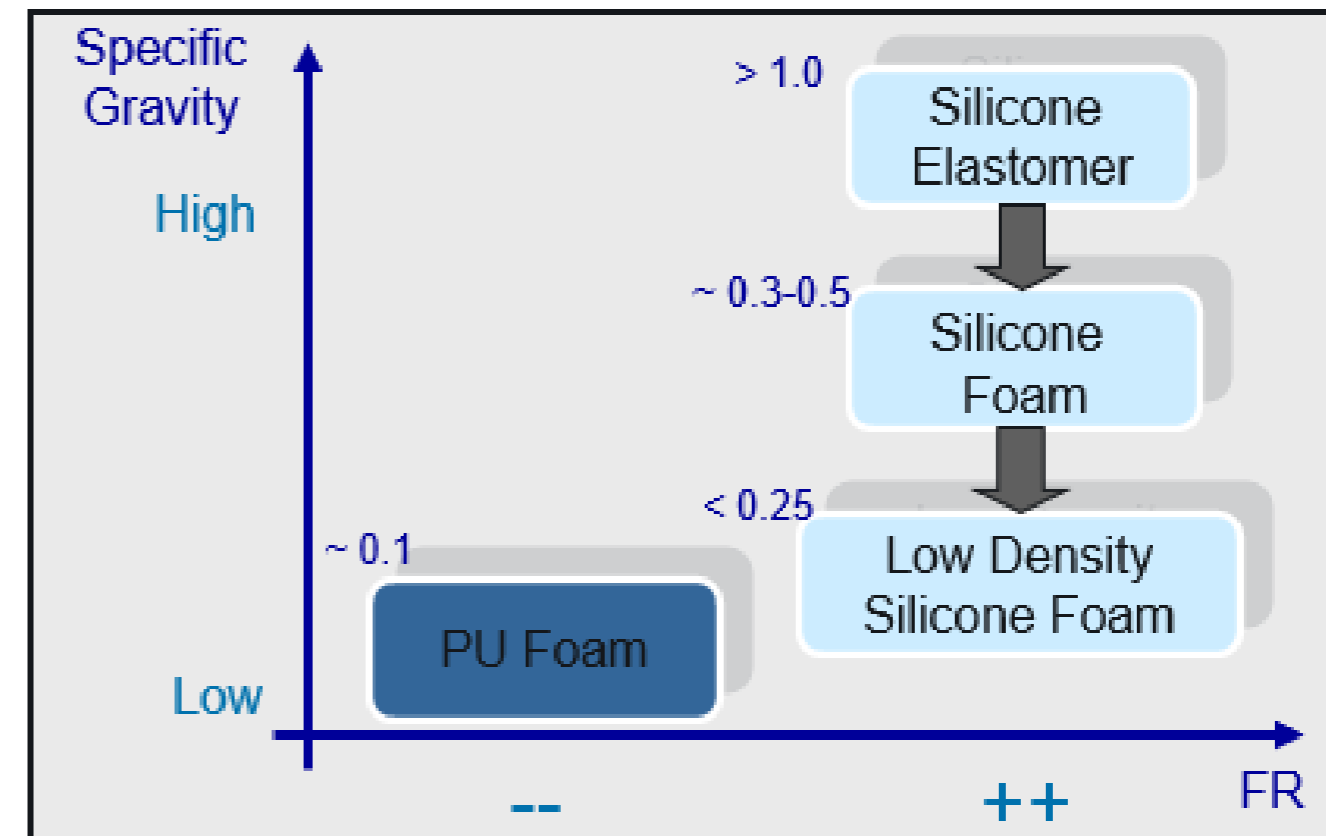 Specific
Gravity
High
Low
> 1.0
Silicone
Elastomer
~ 0.3-0.5
Silicone
Foam
< 0.25
Low Density
Silicone Foam
~ 0.1
PU Foam
--
++
FR